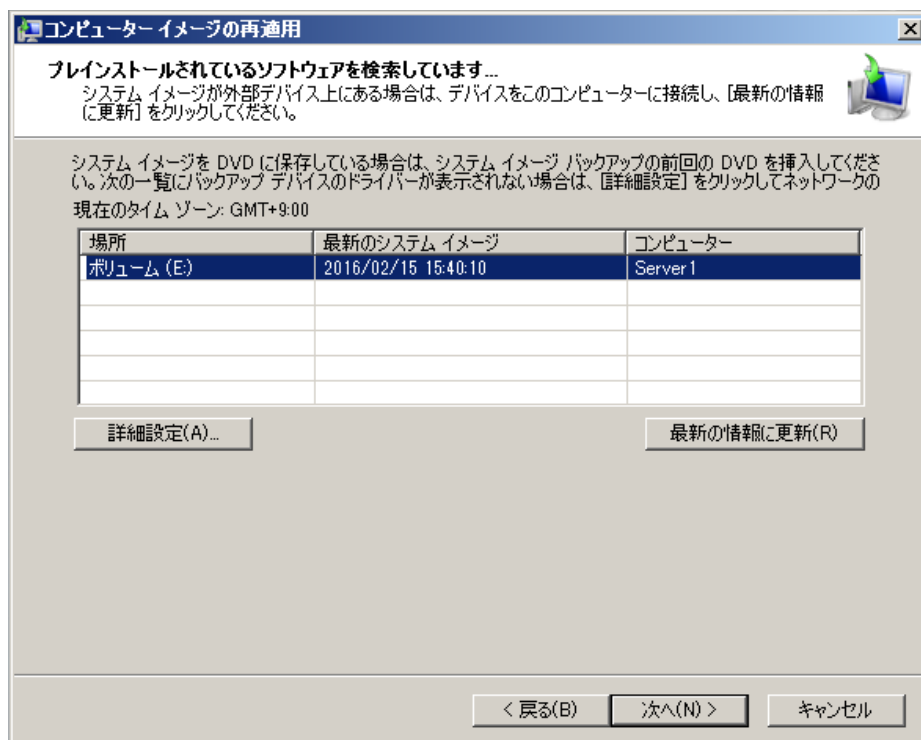 コンピューター イメージの再適用
プレインストールされているソフトウェアを検索しています...
システム イメージが外部デバイス上にある場合は、デバイスをこのコンピューターに接続し、[最新の情報
に更新] をクリックしてください。
システム イメージを DVD に保存している場合は、システム イメージ バックアップの前回の DVD を挿入してくださ
い。次の一覧にバックアップ デバイスのドライバーが表示されない場合は、[詳細設定] をクリックしてネットワークの
現在のタイム ゾーン: GMT+9:00
場所 最新のシステム イメージ コンピューター
ボリューム (E:) 2016/02/15 15:40:10 Server1
詳細設定(A)... 最新の情報に更新(R)
< 戻る(B) 次へ(N) > キャンセル